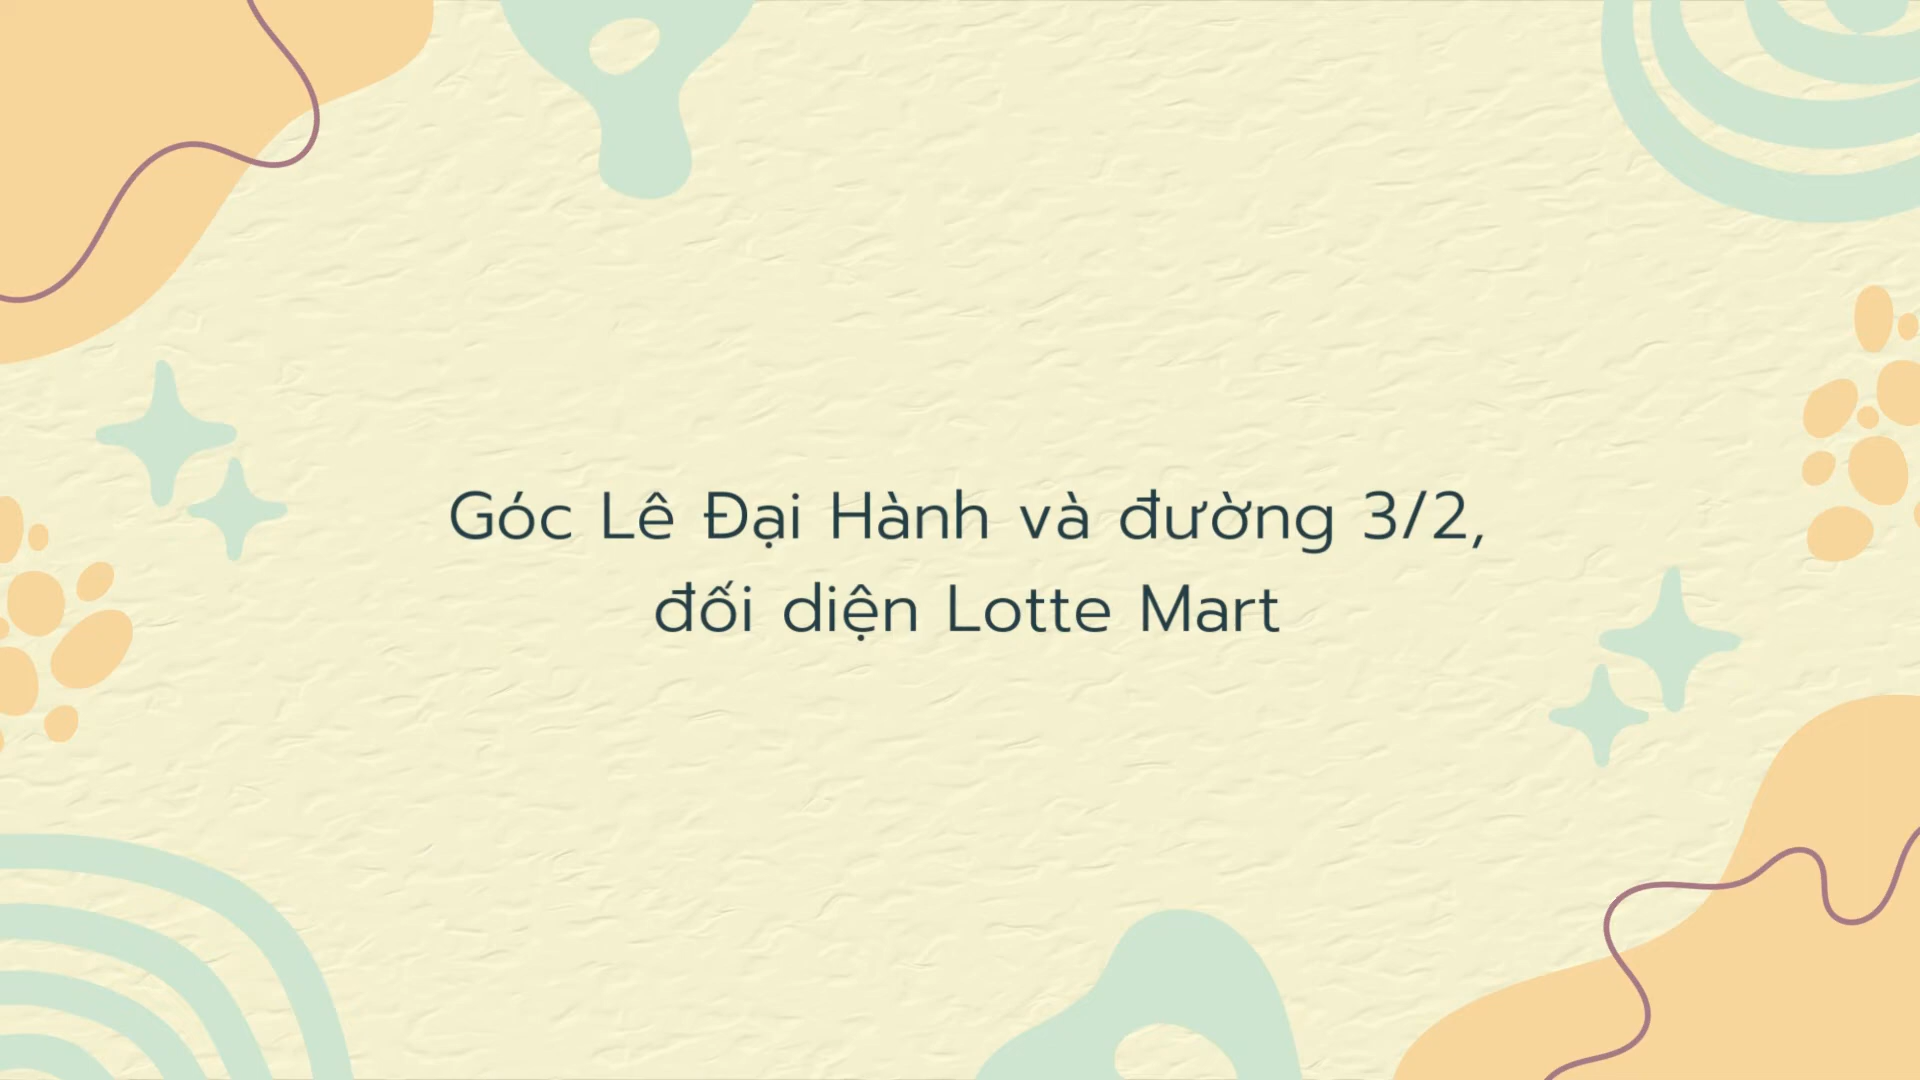 Góc Lê Đại Hành và đường 3/2,
đối diện Lotte Mart